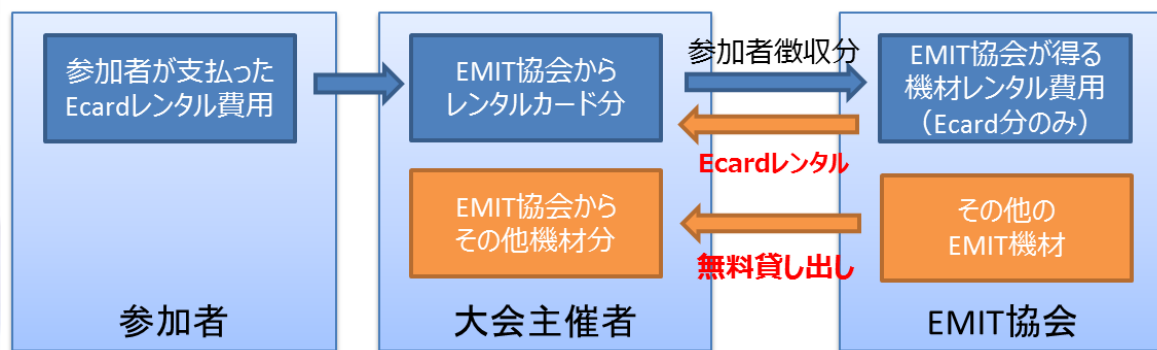 参加者が支払った
Ecardレンタル費用
EMIT協会から
レンタルカード分
参加者徴収分
EMIT協会が得る
機材レンタル費用
（Ecard分のみ）
Ecardレンタル
EMIT協会から
その他機材分
無料貸し出し
その他の
EMIT機材
参加者
大会主催者
EMIT協会